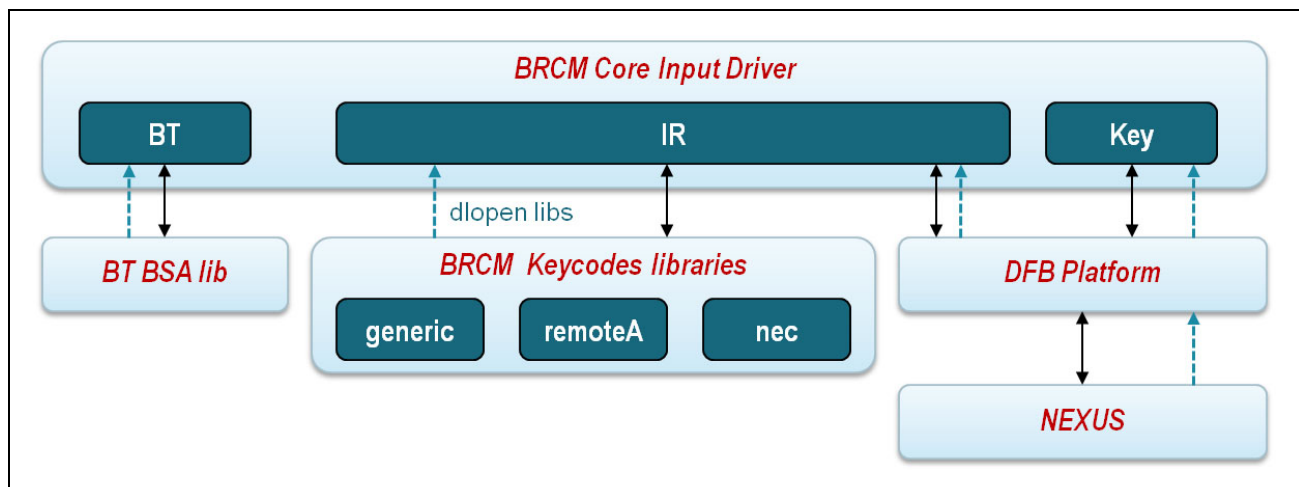 BRCM Core Input Driver
BT
IR
Key
dlopen libs
BT BSA lib
BRCM Keycodes libraries
DFB Platform
generic
remoteA
nec
NEXUS